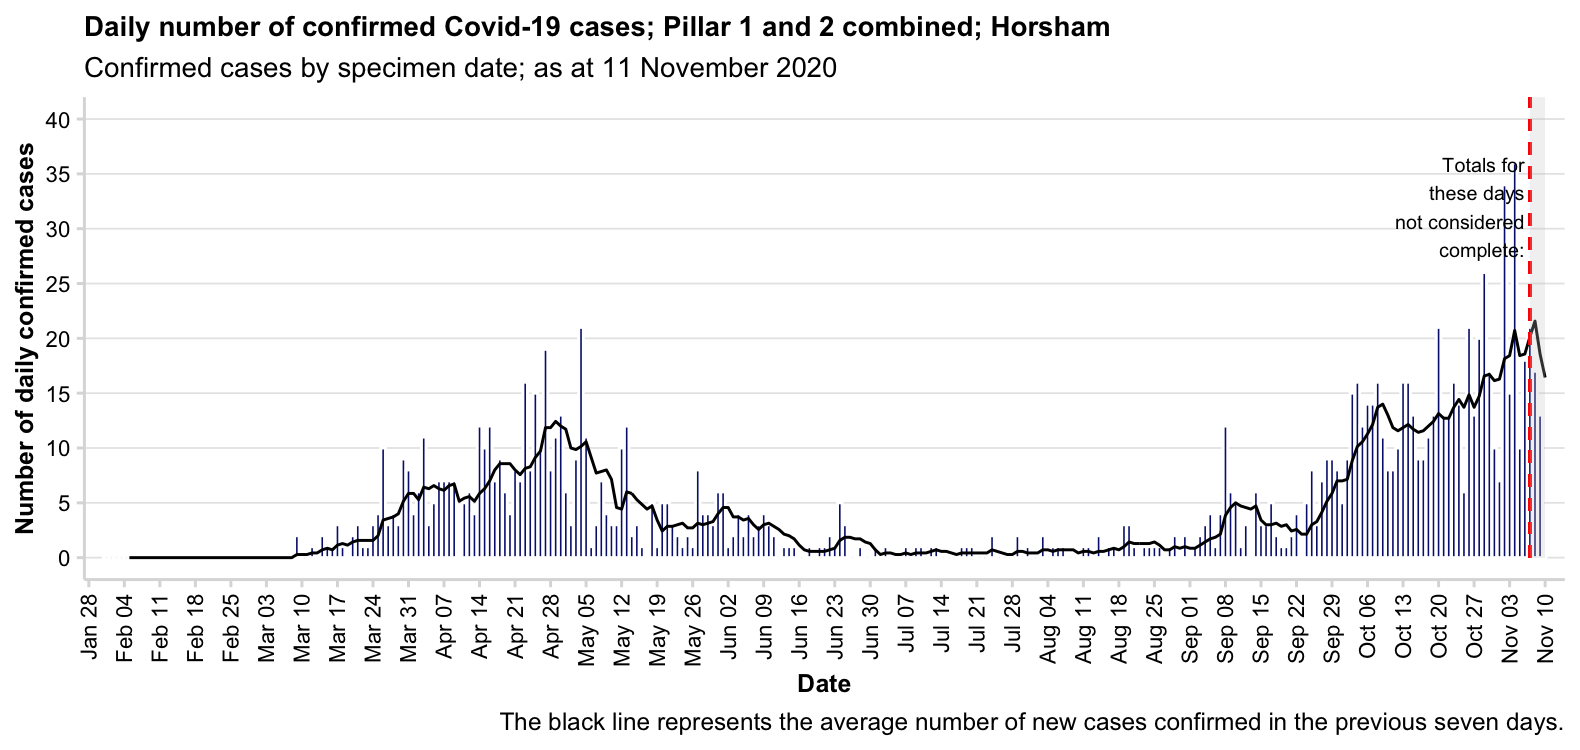 Daily number of confirmed Covid-19 cases; Pillar 1 and 2 combined; Horsham
Confirmed cases by specimen date; as at 11 November 2020
Number of daily confirmed cases
40
35
30
25
20
15
10
5
0
Totals for
these days
not considered
complete:
Jan 28
Feb 04
Feb 11
Feb 18
Feb 25
Mar 03
Mar 10
Mar 17
Mar 24
Mar 31
Apr 07
Apr 14
Apr 21
Apr 28
May 05
May 12
May 19
May 26
Jun 02
Jun 09
Jun 16
Jun 23
Jun 30
Jul 07
Jul 14
Jul 21
Jul 28
Aug 04
Aug 11
Aug 18
Aug 25
Sep 01
Sep 08
Sep 15
Sep 22
Sep 29
Oct 06
Oct 13
Oct 20
Oct 27
Nov 03
Nov 10
Date
The black line represents the average number of new cases confirmed in the previous seven days.